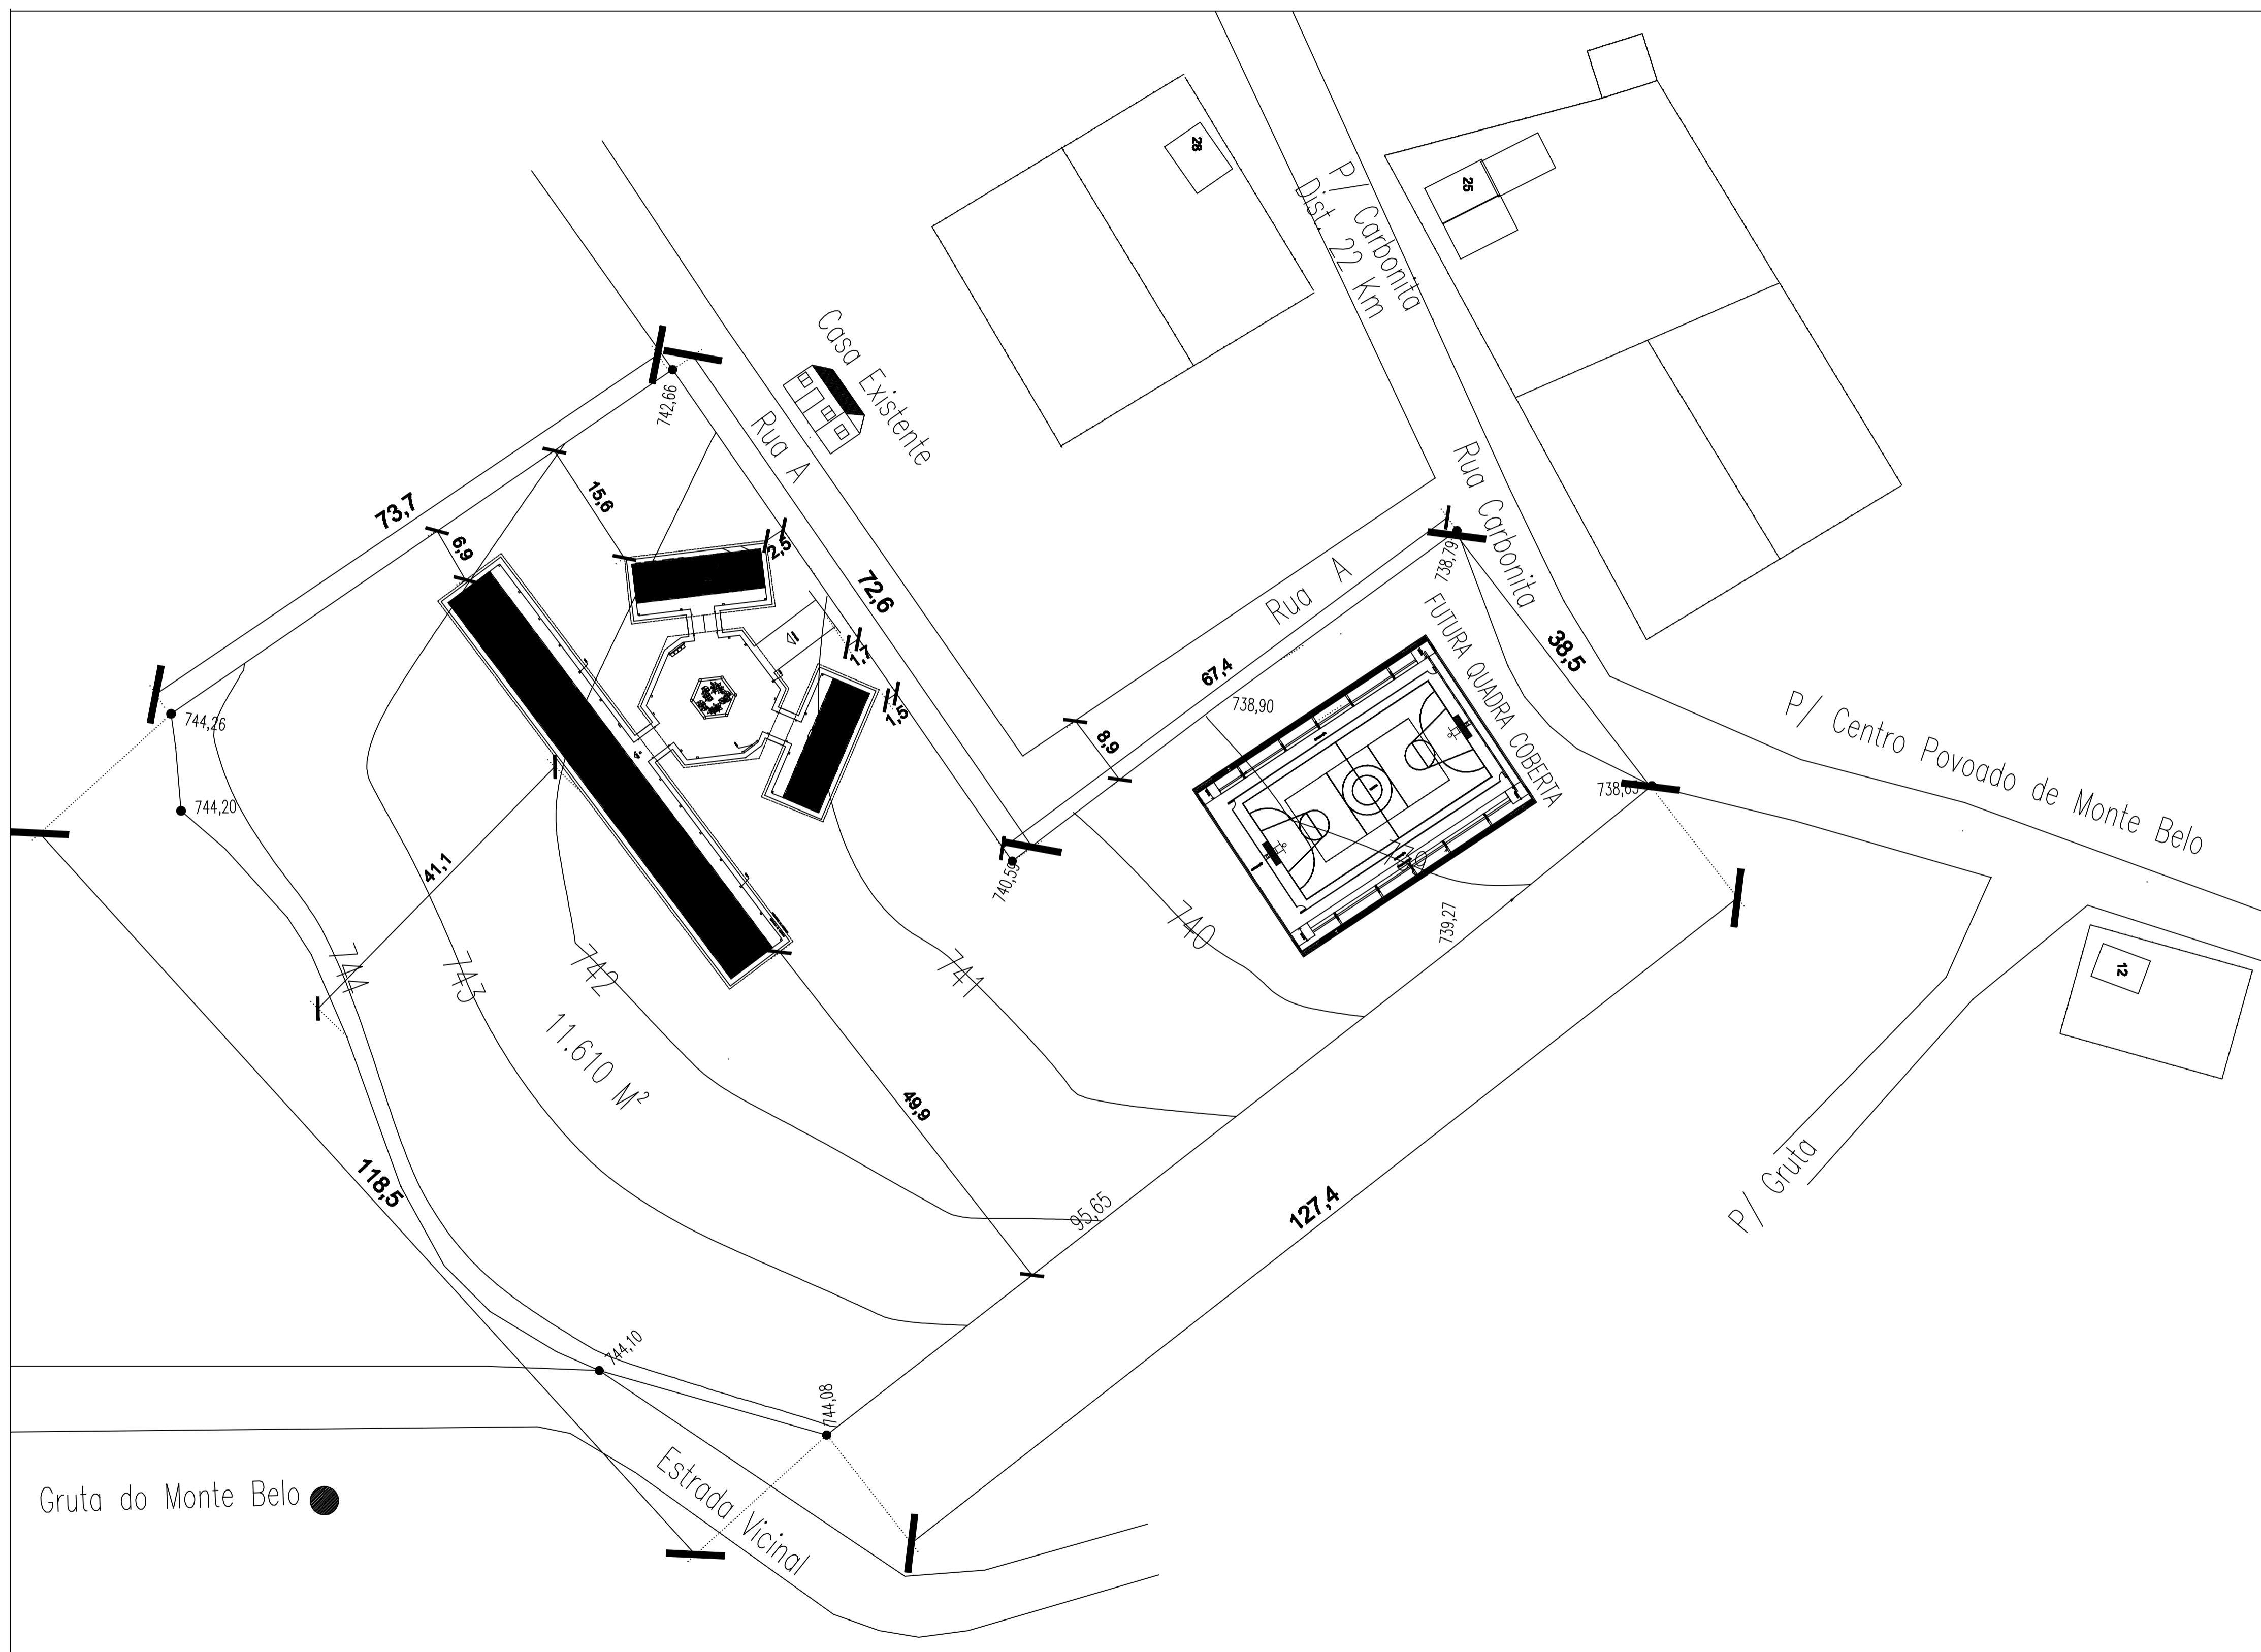 28
25
P/ Carbonita
Dist. 22 Km
Casa Existente
742,66
Rua A
73,7
15,6
6,9
2,5
72,6
1,7
1,5
Rua Carbonita
738,79
Rua A
67,4
38,5
FUTURA QUADRA COBERTA
738,90
8,9
P/ Centro Povoado de Monte Belo
744,26
744,20
41,1
740,59
739,27
740
741
742
743
744
12
11.610 M²
49,9
118,5
95,65
127,4
P/ Gruta
744,10
744,08
Estrada Vicinal
Gruta do Monte Belo